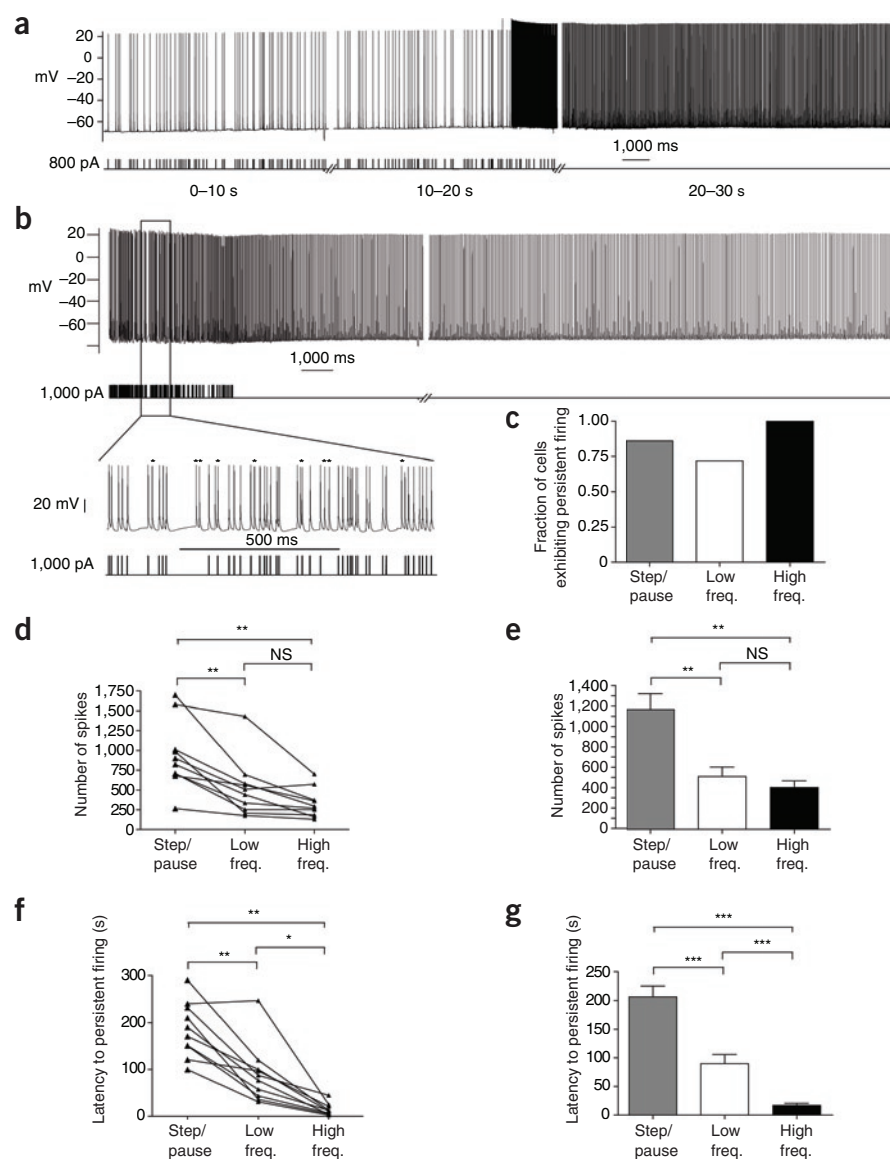 a
20
0
–20
–40
–60
mV
1,000 ms
800 pA
0–10 s
10–20 s
20–30 s
b
20
0
–20
–40
–60
mV
1,000 ms
1,000 pA
* ** * * * ** *
20 mV
500 ms
1,000 pA
c
Fraction of cells
exhibiting persistent firing
1.00
0.75
0.50
0.25
0
Step/
pause
Low
freq.
High
freq.
d
**
NS
**
Number of spikes
1,750
1,500
1,250
1,000
750
500
250
0
Step/
pause
Low
freq.
High
freq.
e
**
NS
**
Number of spikes
1,400
1,200
1,000
800
600
400
200
0
Step/
pause
Low
freq.
High
freq.
f
**
*
**
Latency to persistent firing (s)
300
200
100
0
Step/
pause
Low
freq.
High
freq.
g
***
***
***
Latency to persistent firing (s)
250
200
150
100
50
0
Step/
pause
Low
freq.
High
freq.